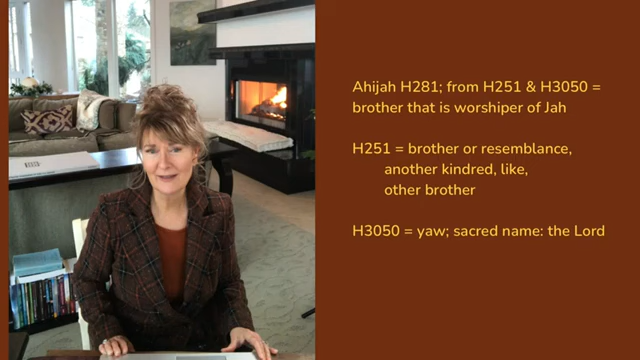 Ahijah H281; from H251 & H3050 =
brother that is worshiper of Jah
H251 = brother or resemblance,
another kindred, like,
other brother
H3050 = yaw; sacred name: the Lord